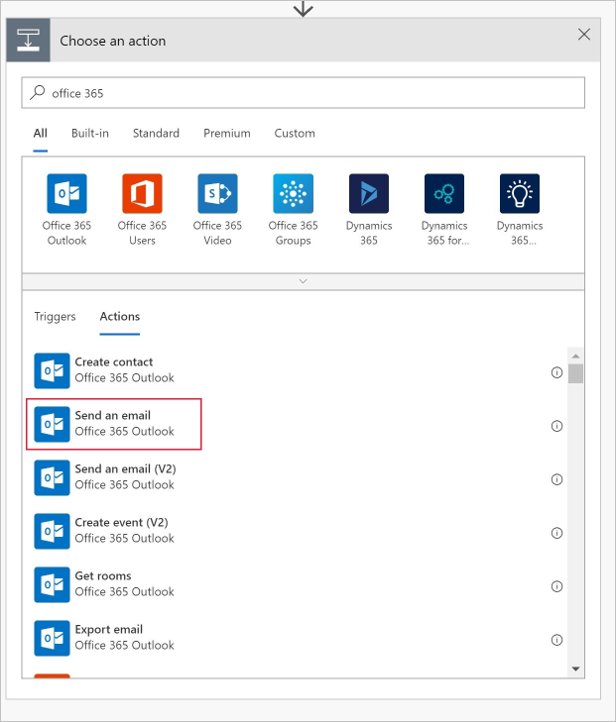 Choose an action
office 365
All Built-in Standard Premium Custom
Office 365 Office 365 Office 365 Office 365 Dynamics Dynamics Dynamics
Outlook Users Video Groups 365 365 for... 365...
Triggers Actions
Create contact
Office 365 Outlook
Send an email
Office 365 Outlook
Send an email (V2)
Office 365 Outlook
Create event (V2)
Office 365 Outlook
Get rooms
Office 365 Outlook
Export email
Office 365 Outlook